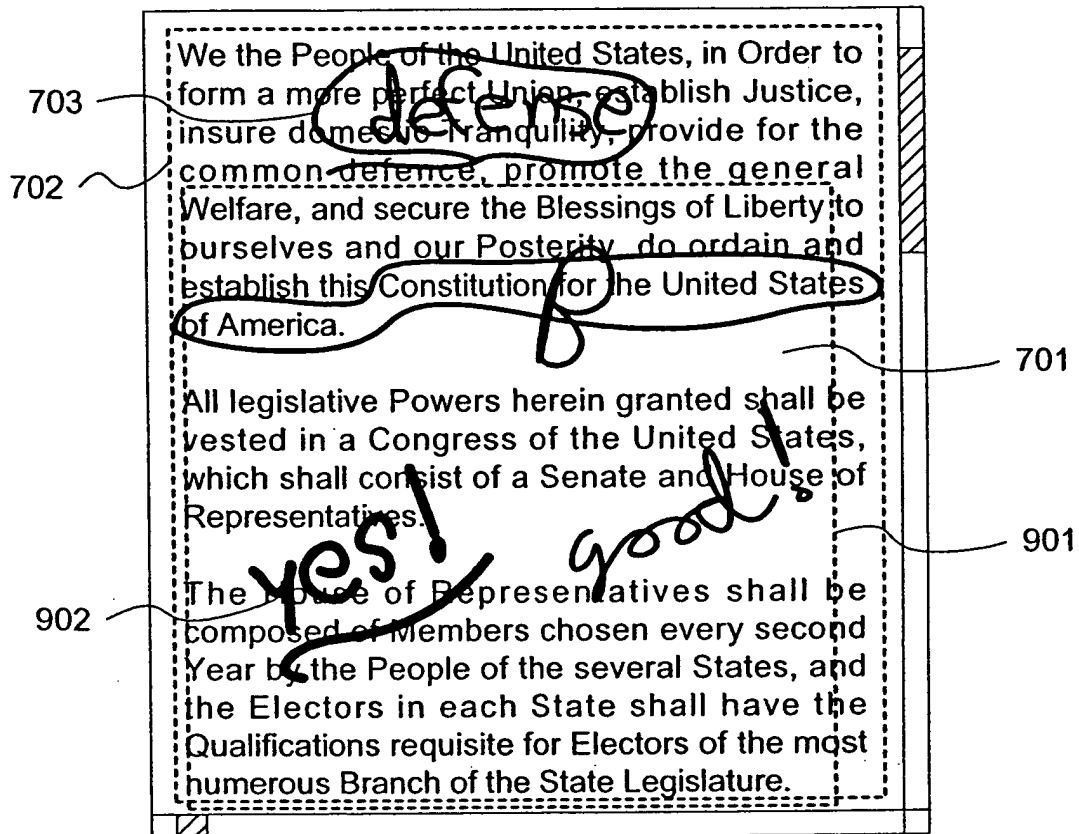 We the People of the United States, in Order to
defense
703
form a more perfect Union, establish Justice,
insure domestic Tranquility, provide for the
702
common defence, promote the general
Welfare, and secure the Blessings of Liberty to
ourselves and our Posterity, do ordain and
establish this Constitution for the United States
of America.
701
All legislative Powers herein granted shall be
vested in a Congress of the United States,
which shall consist of a Senate and House of
Representatives.
good!
901
yes!
The House of Representatives shall be
902
composed of Members chosen every second
Year by the People of the several States, and
the Electors in each State shall have the
Qualifications requisite for Electors of the most
numerous Branch of the State Legislature.